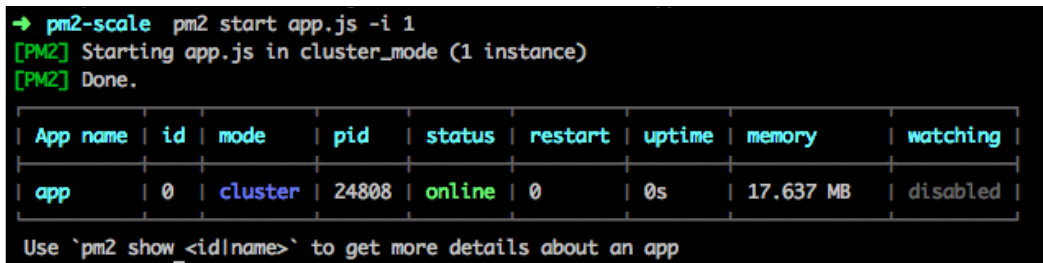 → pm2-scale pm2 start app.js -i 1
[PM2] Starting app.js in cluster_mode (1 instance)
[PM2] Done.
App name | id | mode | pid | status | restart | uptime | memory | watching
app | 0 | cluster | 24808 | online | 0 | 0s | 17.637 MB | disabled
Use `pm2 show <id|name>` to get more details about an app